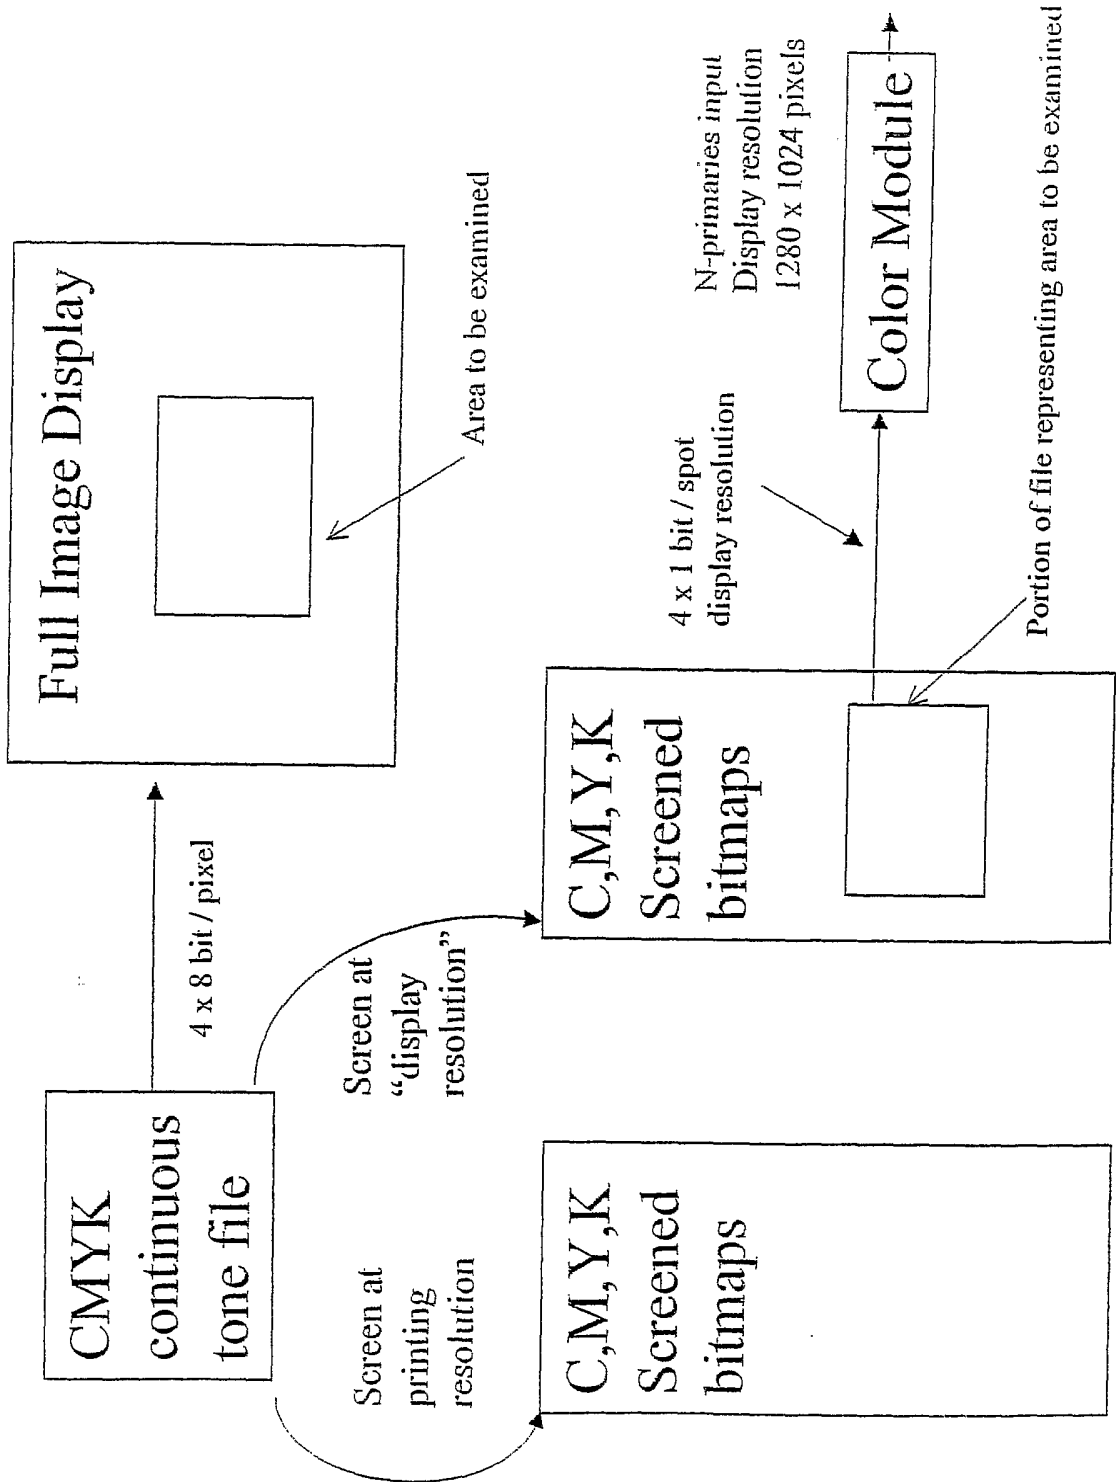 CMYK
continuous
tone file
4 x 8 bit / pixel
Full Image Display
Area to be examined
Screen at
printing
resolution
Screen at
“display
resolution”
C,M,Y,K
Screened
bitmaps
C,M,Y,K
Screened
bitmaps
4 x 1 bit / spot
display resolution
N-primaries input
Display resolution
1280 x 1024 pixels
Color Module
Portion of file representing area to be examined